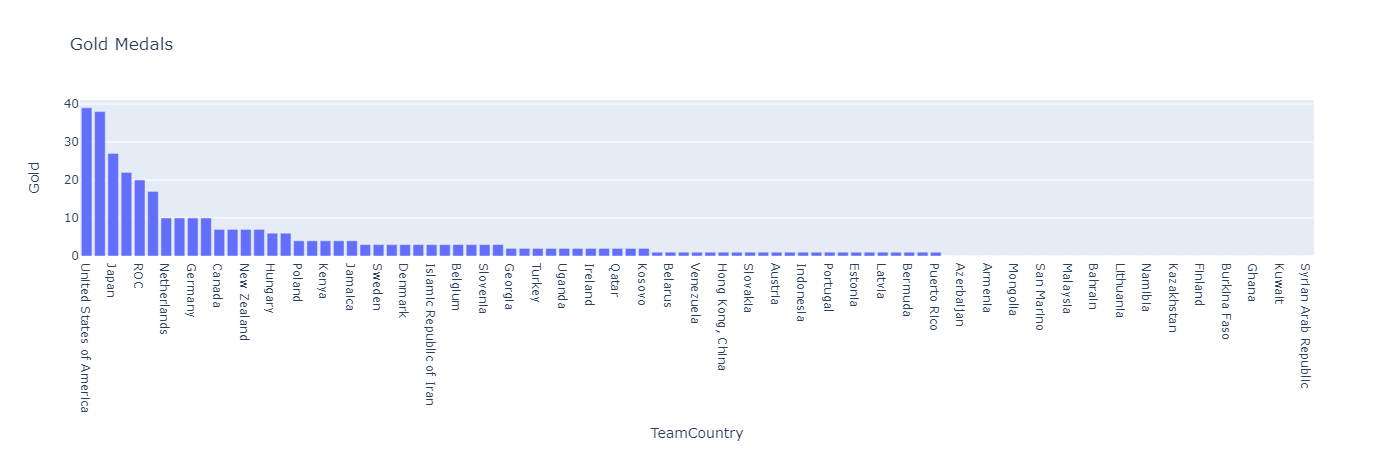 Gold Medals
40
30
20
10
0
Gold
United States of America
Japan
ROC
Netherlands
Germany
Canada
New Zealand
Hungary
Poland
Kenya
Jamaica
Sweden
Denmark
Islamic Republic of Iran
Belgium
Slovenia
Georgia
Turkey
Uganda
Ireland
Qatar
Kosovo
Belarus
Venezuela
Hong Kong, China
Slovakia
Austria
Indonesia
Portugal
Estonia
Latvia
Bermuda
Puerto Rico
Azerbaijan
Armenia
Mongolia
San Marino
Malaysia
Bahrain
Lithuania
Namibia
Kazakhstan
Finland
Burkina Faso
Ghana
Kuwait
Syrian Arab Republic
TeamCountry